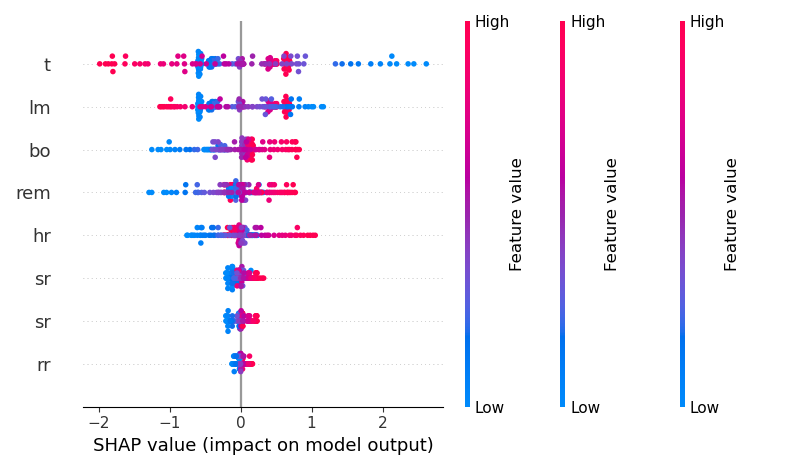 High
High
High
t
lm
bo
rem
hr
sr
sr
rr
Feature value
Feature value
Feature value
Low
Low
Low
−2
−1
0
1
2
SHAP value (impact on model output)